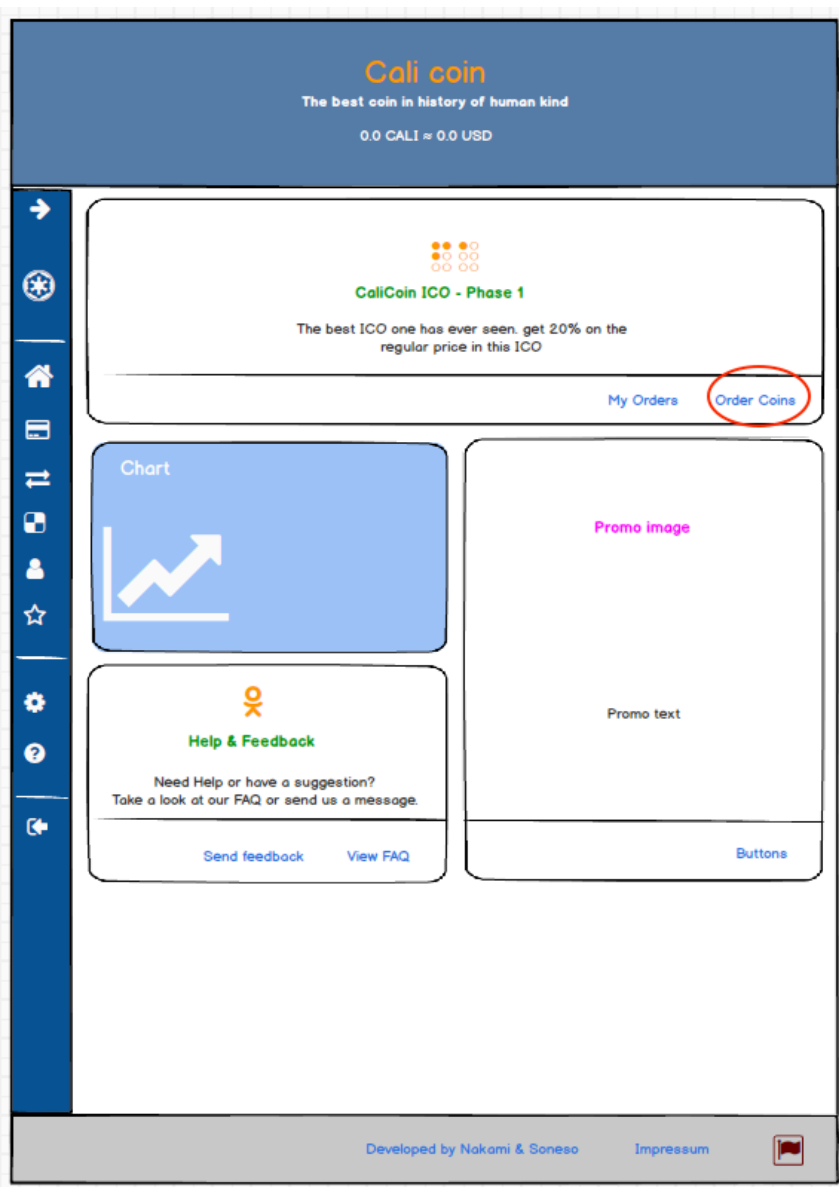 Cali coin
The best coin in history of human kind
0.0 CALI ≈ 0.0 USD
CaliCoin ICO - Phase 1
The best ICO one has ever seen. get 20% on the
regular price in this ICO
My Orders
Order Coins
Chart
Promo image
Promo text
Buttons
Help & Feedback
Need Help or have a suggestion?
Take a look at our FAQ or send us a message.
Send feedback
View FAQ
Developed by Nakami & Soneso
Impressum